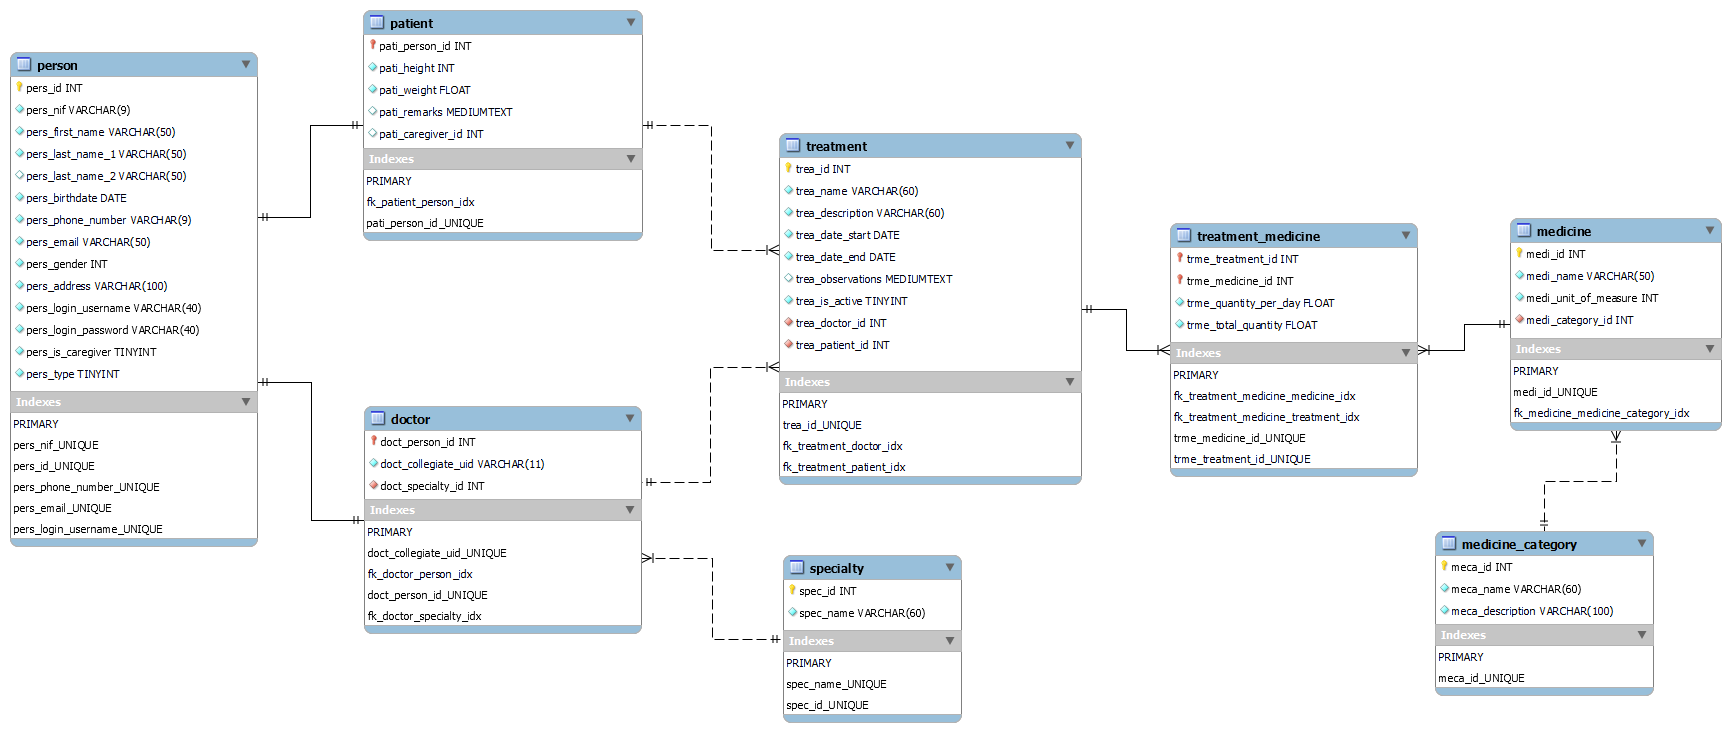 person
pers_id INT
pers_nif VARCHAR(9)
pers_first_name VARCHAR(50)
pers_last_name_1 VARCHAR(50)
pers_last_name_2 VARCHAR(50)
pers_birthdate DATE
pers_phone_number VARCHAR(9)
pers_email VARCHAR(50)
pers_gender INT
pers_address VARCHAR(100)
pers_login_username VARCHAR(40)
pers_login_password VARCHAR(40)
pers_is_caregiver TINYINT
pers_type TINYINT
Indexes
PRIMARY
pers_nif_UNIQUE
pers_id_UNIQUE
pers_phone_number_UNIQUE
pers_email_UNIQUE
pers_login_username_UNIQUE
patient
pati_person_id INT
pati_height INT
pati_weight FLOAT
pati_remarks MEDIUMTEXT
pati_caregiver_id INT
Indexes
PRIMARY
fk_patient_person_idx
pati_person_id_UNIQUE
doctor
doct_person_id INT
doct_collegiate_uid VARCHAR(11)
doct_specialty_id INT
Indexes
PRIMARY
doct_collegiate_uid_UNIQUE
fk_doctor_person_idx
doct_person_id_UNIQUE
fk_doctor_specialty_idx
treatment
trea_id INT
trea_name VARCHAR(60)
trea_description VARCHAR(60)
trea_date_start DATE
trea_date_end DATE
trea_observations MEDIUMTEXT
trea_is_active TINYINT
trea_doctor_id INT
trea_patient_id INT
Indexes
PRIMARY
trea_id_UNIQUE
fk_treatment_doctor_idx
fk_treatment_patient_idx
specialty
spec_id INT
spec_name VARCHAR(60)
Indexes
PRIMARY
spec_name_UNIQUE
spec_id_UNIQUE
treatment_medicine
trme_treatment_id INT
trme_medicine_id INT
trme_quantity_per_day FLOAT
trme_total_quantity FLOAT
Indexes
PRIMARY
fk_treatment_medicine_medicine_idx
fk_treatment_medicine_treatment_idx
trme_medicine_id_UNIQUE
trme_treatment_id_UNIQUE
medicine
medi_id INT
medi_name VARCHAR(50)
medi_unit_of_measure INT
medi_category_id INT
Indexes
PRIMARY
medi_id_UNIQUE
fk_medicine_medicine_category_idx
medicine_category
meca_id INT
meca_name VARCHAR(60)
meca_description VARCHAR(100)
Indexes
PRIMARY
meca_id_UNIQUE